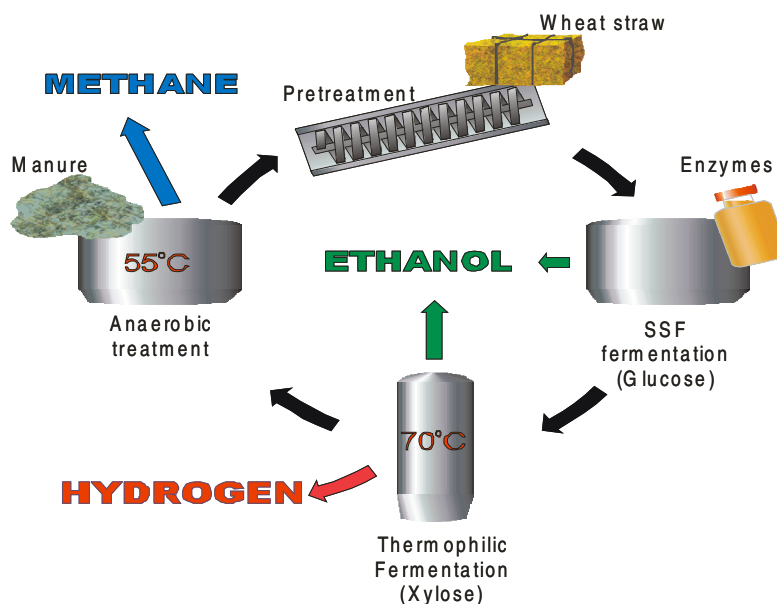 Wheat straw
METHANE
Pretreatment
Manure
Enzymes
55°C
ETHANOL
Anaerobic
treatment
SSF
fermentation
(Glucose)
70°C
HYDROGEN
Thermophilic
Fermentation
(Xylose)